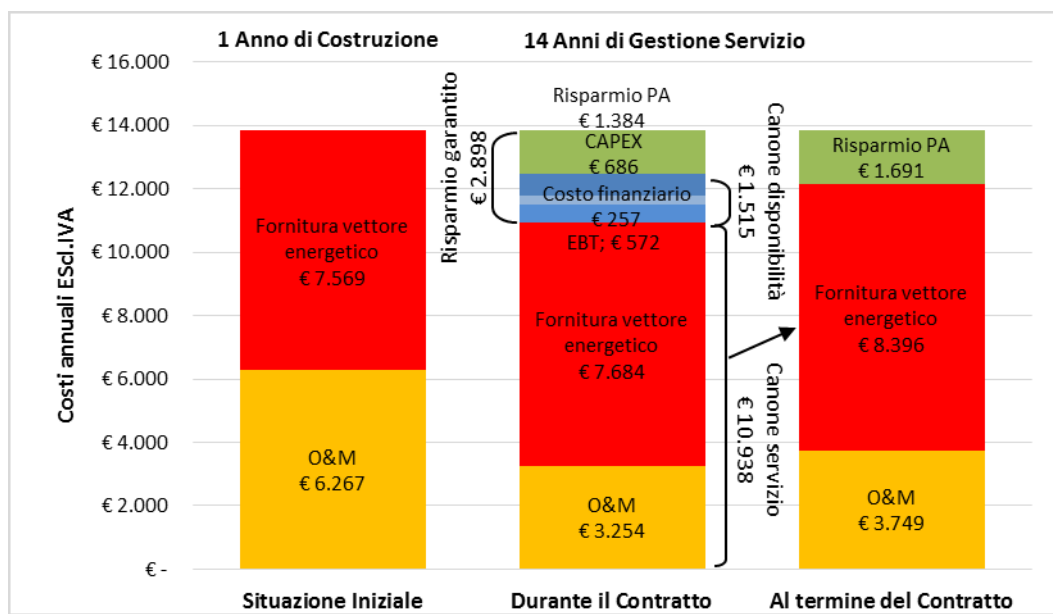 1 Anno di Costruzione
14 Anni di Gestione Servizio
Costi annuali ESd.IVA
€ 16.000
€ 14.000
€ 12.000
€ 10.000
€ 8.000
€ 6.000
€ 4.000
€ 2.000
€ -
Fornitura vettore
energetico
€ 7.569
O&M
€ 6.267
Risparmio garantito
€ 2.898
Risparmio PA
€ 1.384
CAPEX
€ 686
Costo finanziario
€ 257
EBT; € 572
Fornitura vettore
energetico
€ 7.684
O&M
€ 3.254
Canone disponibilità
€ 1.515
Canone servizio
€ 10.938
Risparmio PA
€ 1.691
Fornitura vettore
energetico
€ 8.396
O&M
€ 3.749
Situazione Iniziale
Durante il Contratto
Al termine del Contratto